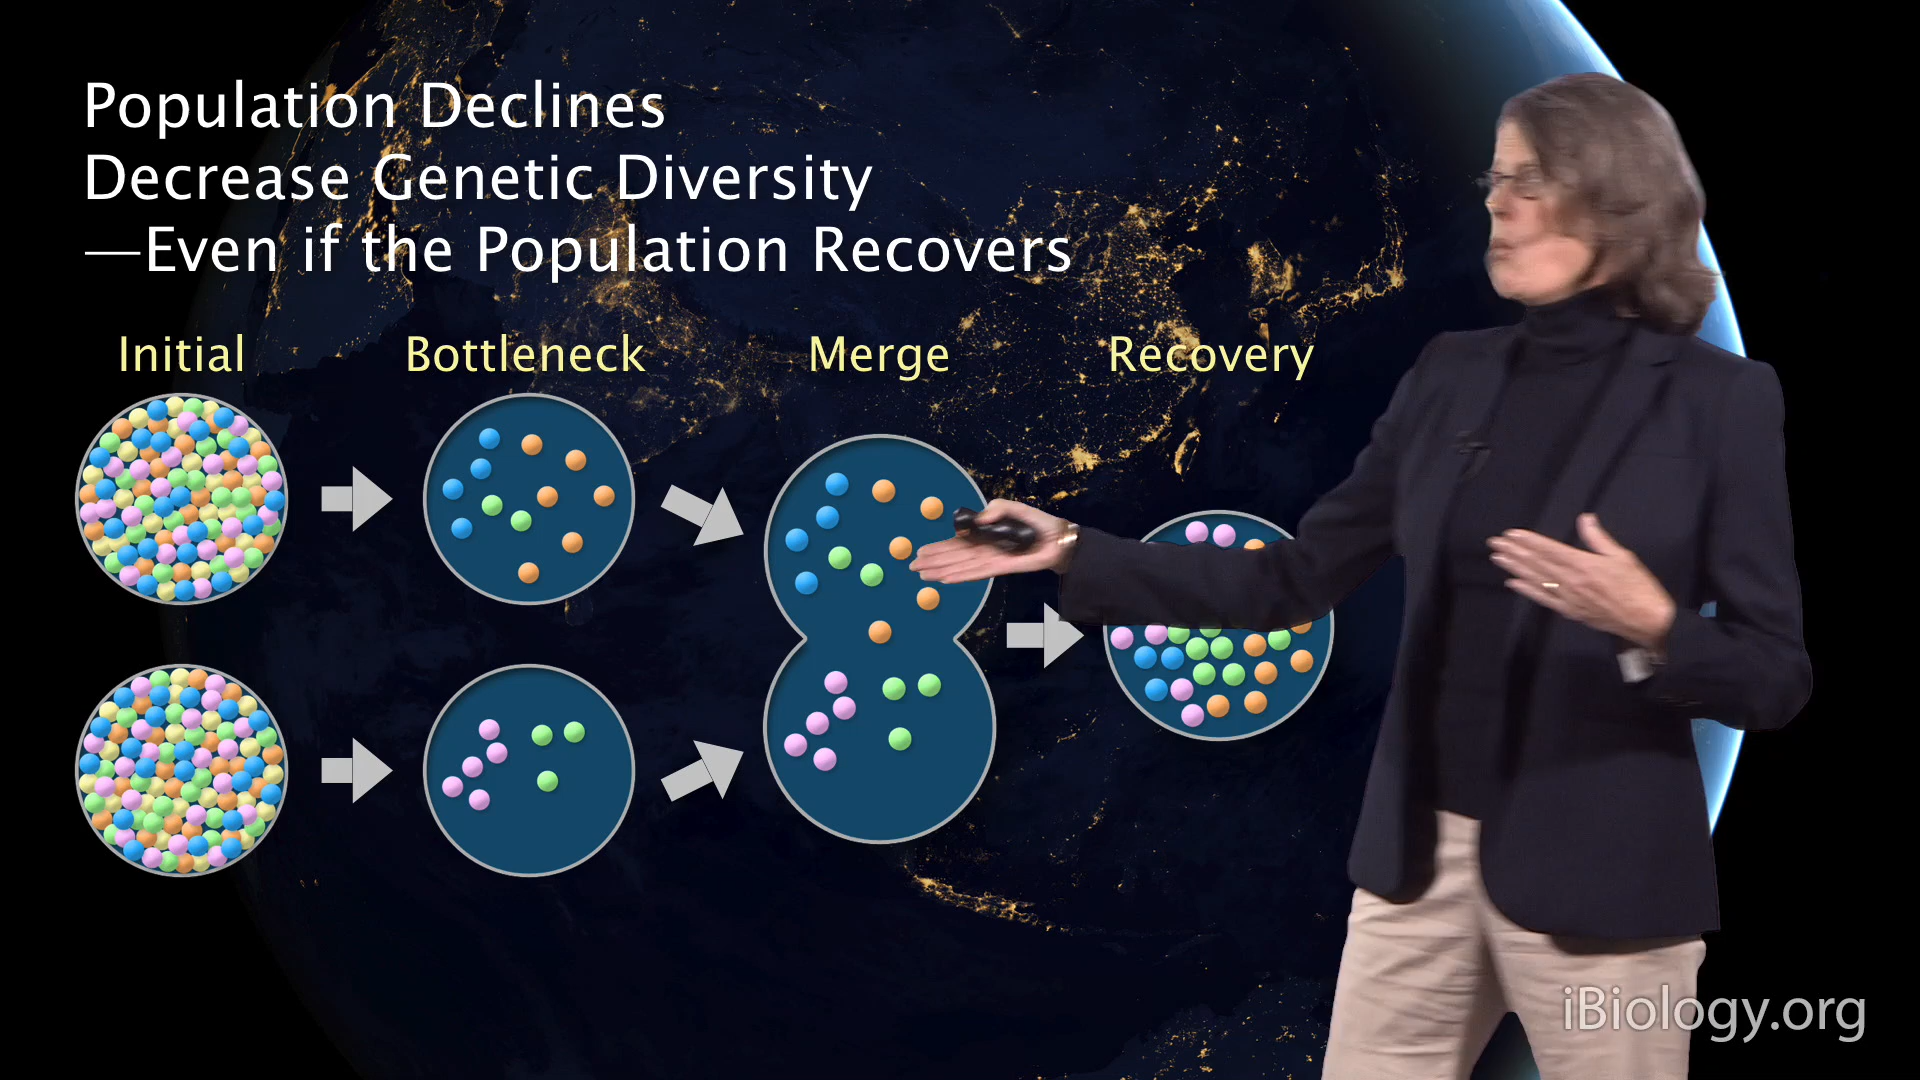 Population Declines
Decrease Genetic Diversity
—Even if the Population Recovers
Initial
Bottleneck
Merge
Recovery
iBiology.org